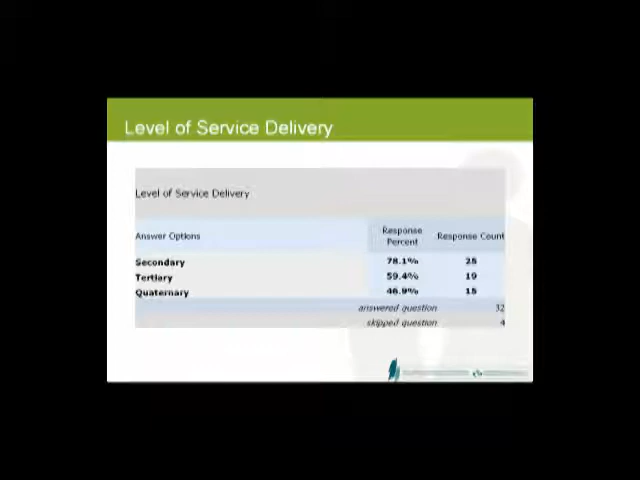 Level of Service Delivery
Level of Service Delivery
Answer Options Response Percent Response Count
Secondary 78.1% 25
Tertiary 59.4% 19
Quaternary 46.9% 15
answered question 32
skipped question 4